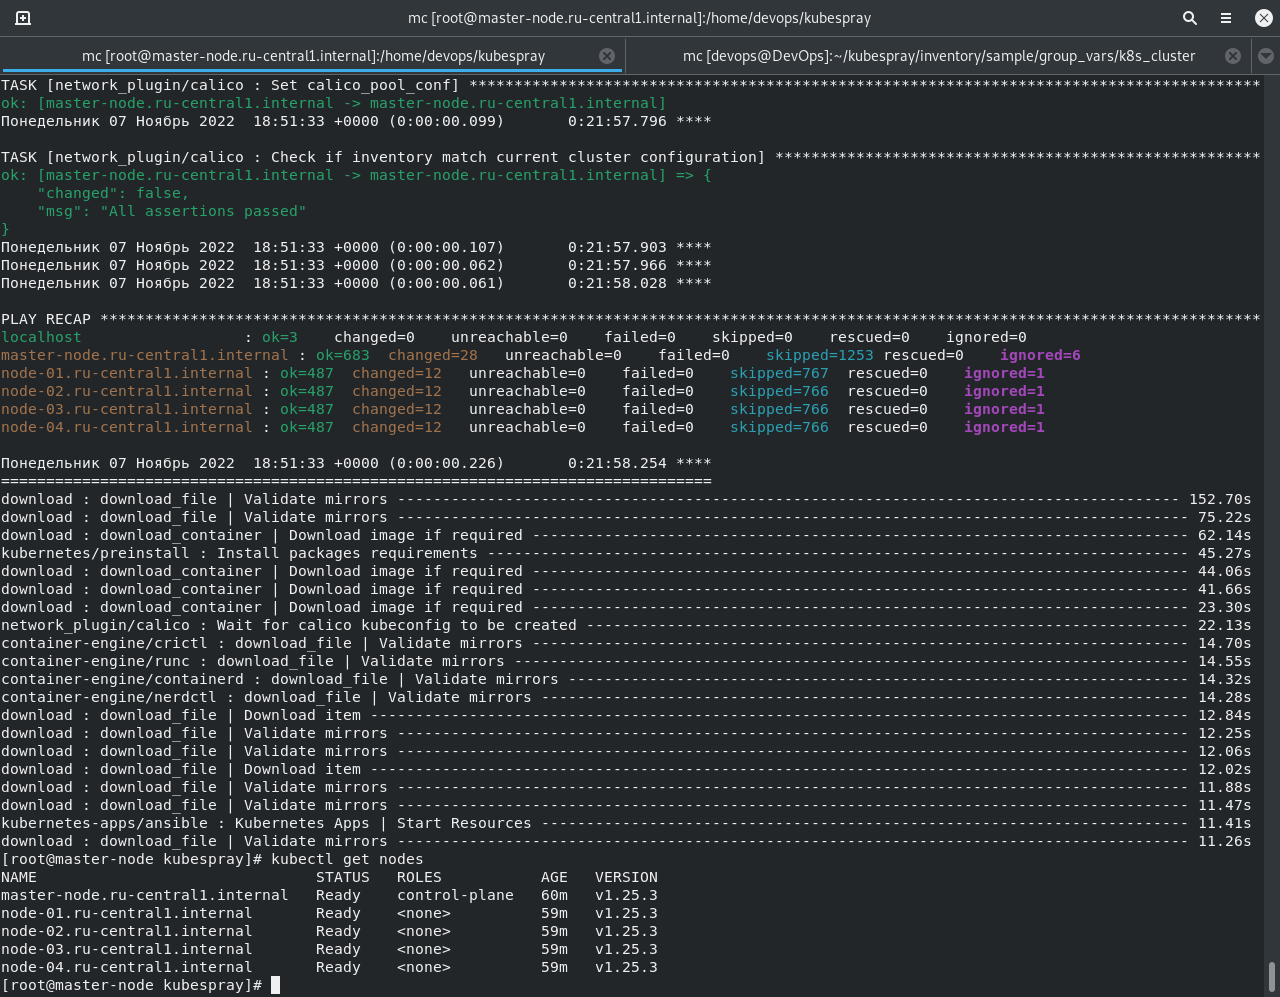 mc [root@master-node.ru-central1.internal]:/home/devops/kubespray
mc [root@master-node.ru-central1.internal]:/home/devops/kubespray
mc [devops@DevOps]:~/kubespray/inventory/sample/group_vars/k8s_cluster
TASK [network_plugin/calico : Set calico_pool_conf] ****************************************************************************************
ok: [master-node.ru-central1.internal -> master-node.ru-central1.internal]
Понедельник 07 Ноябрь 2022  18:51:33 +0000 (0:00:00.099)       0:21:57.796 ****
TASK [network_plugin/calico : Check if inventory match current cluster configuration] ******************************************************
ok: [master-node.ru-central1.internal -> master-node.ru-central1.internal] => {
    "changed": false,
    "msg": "All assertions passed"
}
Понедельник 07 Ноябрь 2022  18:51:33 +0000 (0:00:00.107)       0:21:57.903 ****
Понедельник 07 Ноябрь 2022  18:51:33 +0000 (0:00:00.062)       0:21:57.966 ****
Понедельник 07 Ноябрь 2022  18:51:33 +0000 (0:00:00.061)       0:21:58.028 ****
PLAY RECAP *********************************************************************************************************************************
localhost                  : ok=3    changed=0    unreachable=0    failed=0    skipped=0    rescued=0    ignored=0
master-node.ru-central1.internal : ok=683  changed=28   unreachable=0    failed=0    skipped=1253 rescued=0    ignored=6
node-01.ru-central1.internal : ok=487  changed=12   unreachable=0    failed=0    skipped=767  rescued=0    ignored=1
node-02.ru-central1.internal : ok=487  changed=12   unreachable=0    failed=0    skipped=766  rescued=0    ignored=1
node-03.ru-central1.internal : ok=487  changed=12   unreachable=0    failed=0    skipped=766  rescued=0    ignored=1
node-04.ru-central1.internal : ok=487  changed=12   unreachable=0    failed=0    skipped=766  rescued=0    ignored=1
Понедельник 07 Ноябрь 2022  18:51:33 +0000 (0:00:00.226)       0:21:58.254 ****
===============================================================================
download : download_file | Validate mirrors --------------------------------------------------------------------------------------- 152.70s
download : download_file | Validate mirrors ---------------------------------------------------------------------------------------- 75.22s
download : download_container | Download image if required ------------------------------------------------------------------------- 62.14s
kubernetes/preinstall : Install packages requirements ------------------------------------------------------------------------------ 45.27s
download : download_container | Download image if required ------------------------------------------------------------------------- 44.06s
download : download_container | Download image if required ------------------------------------------------------------------------- 41.66s
download : download_container | Download image if required ------------------------------------------------------------------------- 23.30s
network_plugin/calico : Wait for calico kubeconfig to be created ------------------------------------------------------------------- 22.13s
container-engine/crictl : download_file | Validate mirrors ------------------------------------------------------------------------- 14.70s
container-engine/runc : download_file | Validate mirrors --------------------------------------------------------------------------- 14.55s
container-engine/containerd : download_file | Validate mirrors --------------------------------------------------------------------- 14.32s
container-engine/nerdctl : download_file | Validate mirrors ------------------------------------------------------------------------ 14.28s
download : download_file | Download item ------------------------------------------------------------------------------------------- 12.84s
download : download_file | Validate mirrors ---------------------------------------------------------------------------------------- 12.25s
download : download_file | Validate mirrors ---------------------------------------------------------------------------------------- 12.06s
download : download_file | Download item ------------------------------------------------------------------------------------------- 12.02s
download : download_file | Validate mirrors ---------------------------------------------------------------------------------------- 11.88s
download : download_file | Validate mirrors ---------------------------------------------------------------------------------------- 11.47s
kubernetes-apps/ansible : Kubernetes Apps | Start Resources ------------------------------------------------------------------------ 11.41s
download : download_file | Validate mirrors ---------------------------------------------------------------------------------------- 11.26s
[root@master-node kubespray]# kubectl get nodes
NAME                               STATUS   ROLES           AGE   VERSION
master-node.ru-central1.internal   Ready    control-plane   60m   v1.25.3
node-01.ru-central1.internal       Ready    <none>          59m   v1.25.3
node-02.ru-central1.internal       Ready    <none>          59m   v1.25.3
node-03.ru-central1.internal       Ready    <none>          59m   v1.25.3
node-04.ru-central1.internal       Ready    <none>          59m   v1.25.3
[root@master-node kubespray]#